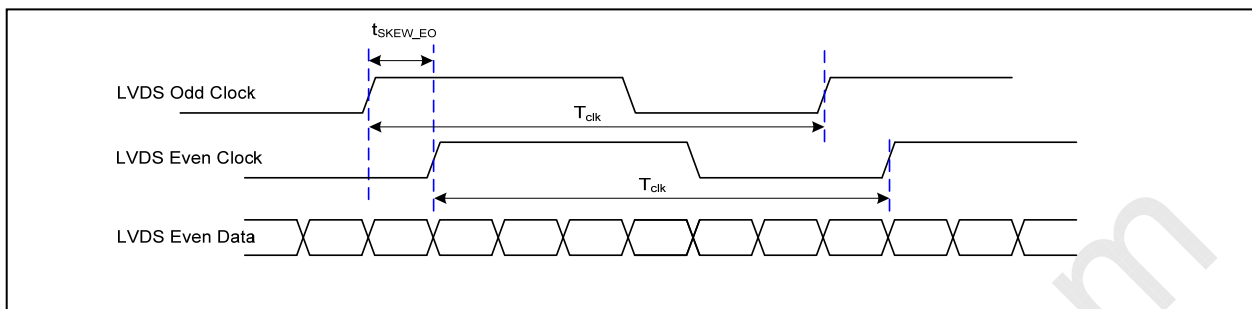 tSKEW_EO
LVDS Odd Clock
Tclk
LVDS Even Clock
Tclk
LVDS Even Data
m